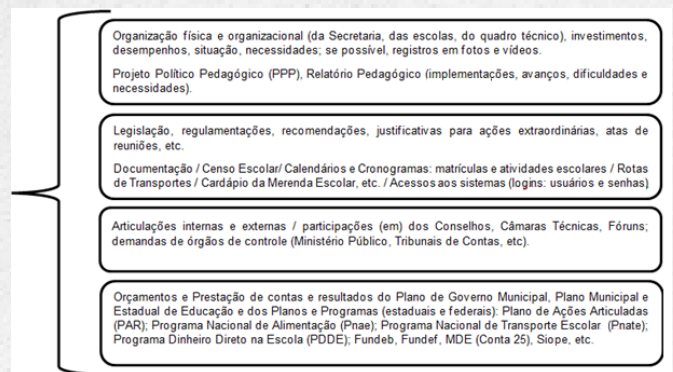 Organização física e organizacional (da Secretaria, das escolas, do quadro técnico), investimentos,
desempenhos, situação, necessidades; se possível, registros em fotos e vídeos.
Projeto Político Pedagógico (PPP), Relatório Pedagógico (implementações, avanços, dificuldades e
necessidades).
Legislação, regulamentações, recomendações, justificativas para ações extraordinárias, atas de
reuniões, etc.
Documentação / Censo Escolar/ Calendários e Cronogramas: matrículas e atividades escolares / Rotas
de Transportes / Cardápio da Merenda Escolar, etc. / Acessos aos sistemas (logins: usuários e senhas)
Articulações internas e externas / participações (em) dos Conselhos, Câmaras Técnicas, Fóruns;
demandas de órgãos de controle (Ministério Público, Tribunais de Contas, etc).
Orçamentos e Prestação de contas e resultados do Plano de Governo Municipal, Plano Municipal e
Estadual de Educação e dos Planos e Programas (estaduais e federais): Plano de Ações Articuladas
(PAR); Programa Nacional de Alimentação (Pnae); Programa Nacional de Transporte Escolar (Pnate);
Programa Dinheiro Direto na Escola (PDDE); Fundeb, Fundef, MDE (Conta 25), Siope, etc.